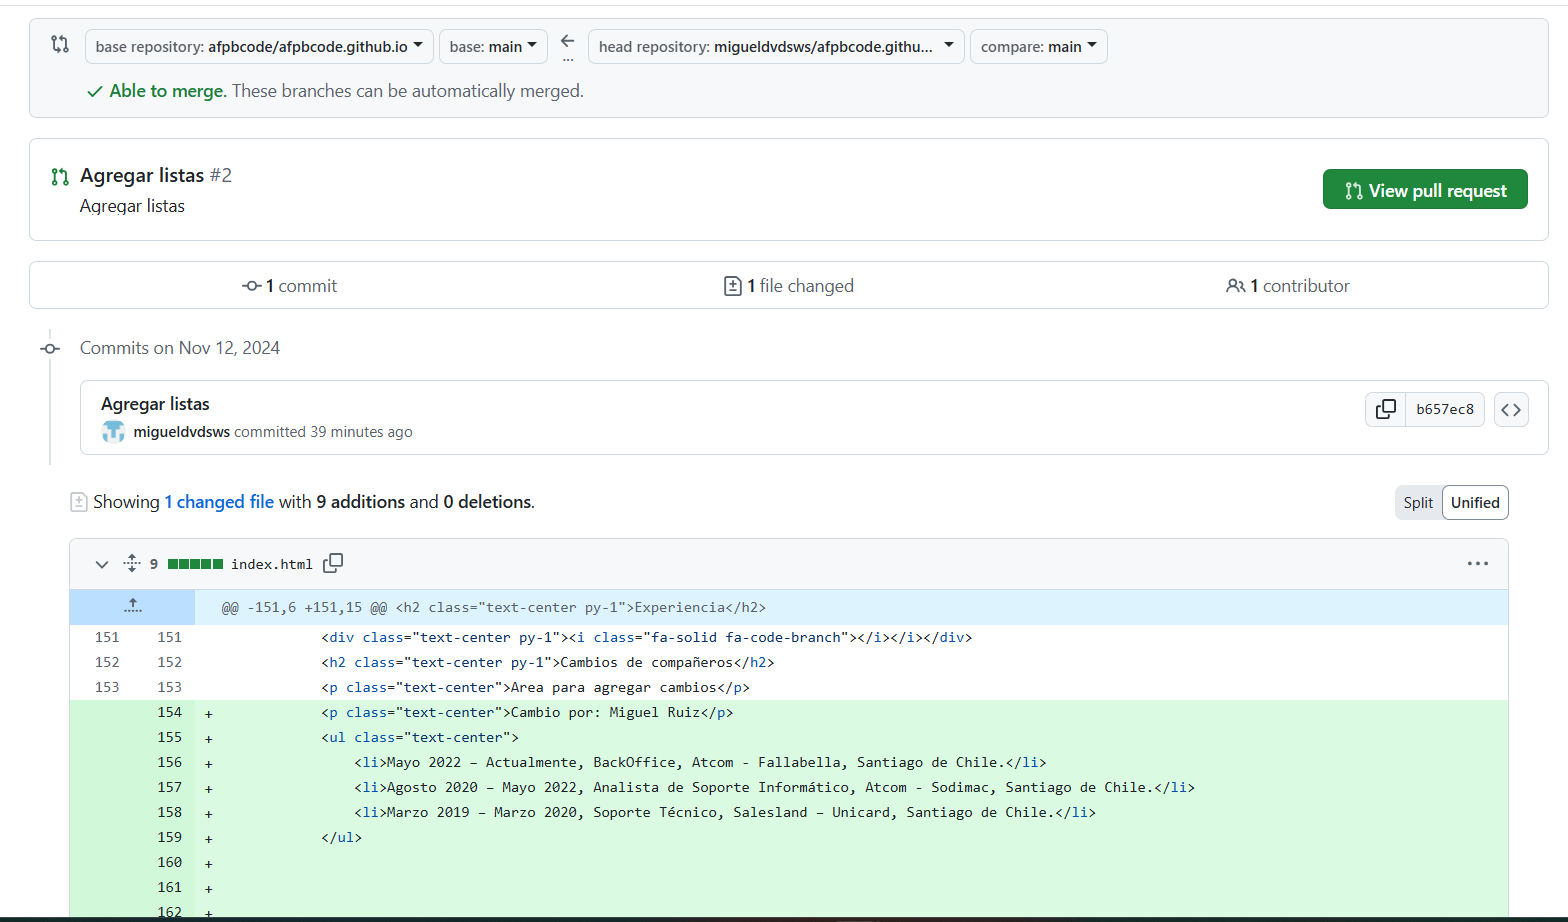 base repository: afpbcode/afpbcode.github.io base: main ... head repository: migueldvdsws/afpbcode.githu... compare: main
Able to merge. These branches can be automatically merged.
Agregar listas #2
Agregar listas
View pull request
1 commit 1 file changed 1 contributor
Commits on Nov 12, 2024
Agregar listas
migueldvdsws committed 39 minutes ago
b657ec8
Showing 1 changed file with 9 additions and 0 deletions.
Split Unified
9 index.html
@@ -151,6 +151,15 @@ <h2 class="text-center py-1">Experiencia</h2>
151 151 <div class="text-center py-1"><i class="fa-solid fa-code-branch"></i></i></div>
152 152 <h2 class="text-center py-1">Cambios de compañeros</h2>
153 153 <p class="text-center">Area para agregar cambios</p>
154 + <p class="text-center">Cambio por: Miguel Ruiz</p>
155 + <ul class="text-center">
156 + <li>Mayo 2022 – Actualmente, BackOffice, Atcom - Fallabella, Santiago de Chile.</li>
157 + <li>Agosto 2020 – Mayo 2022, Analista de Soporte Informático, Atcom - Sodimac, Santiago de Chile.</li>
158 + <li>Marzo 2019 – Marzo 2020, Soporte Técnico, Salesland – Unicard, Santiago de Chile.</li>
159 + </ul>
160 +
161 +
162 +